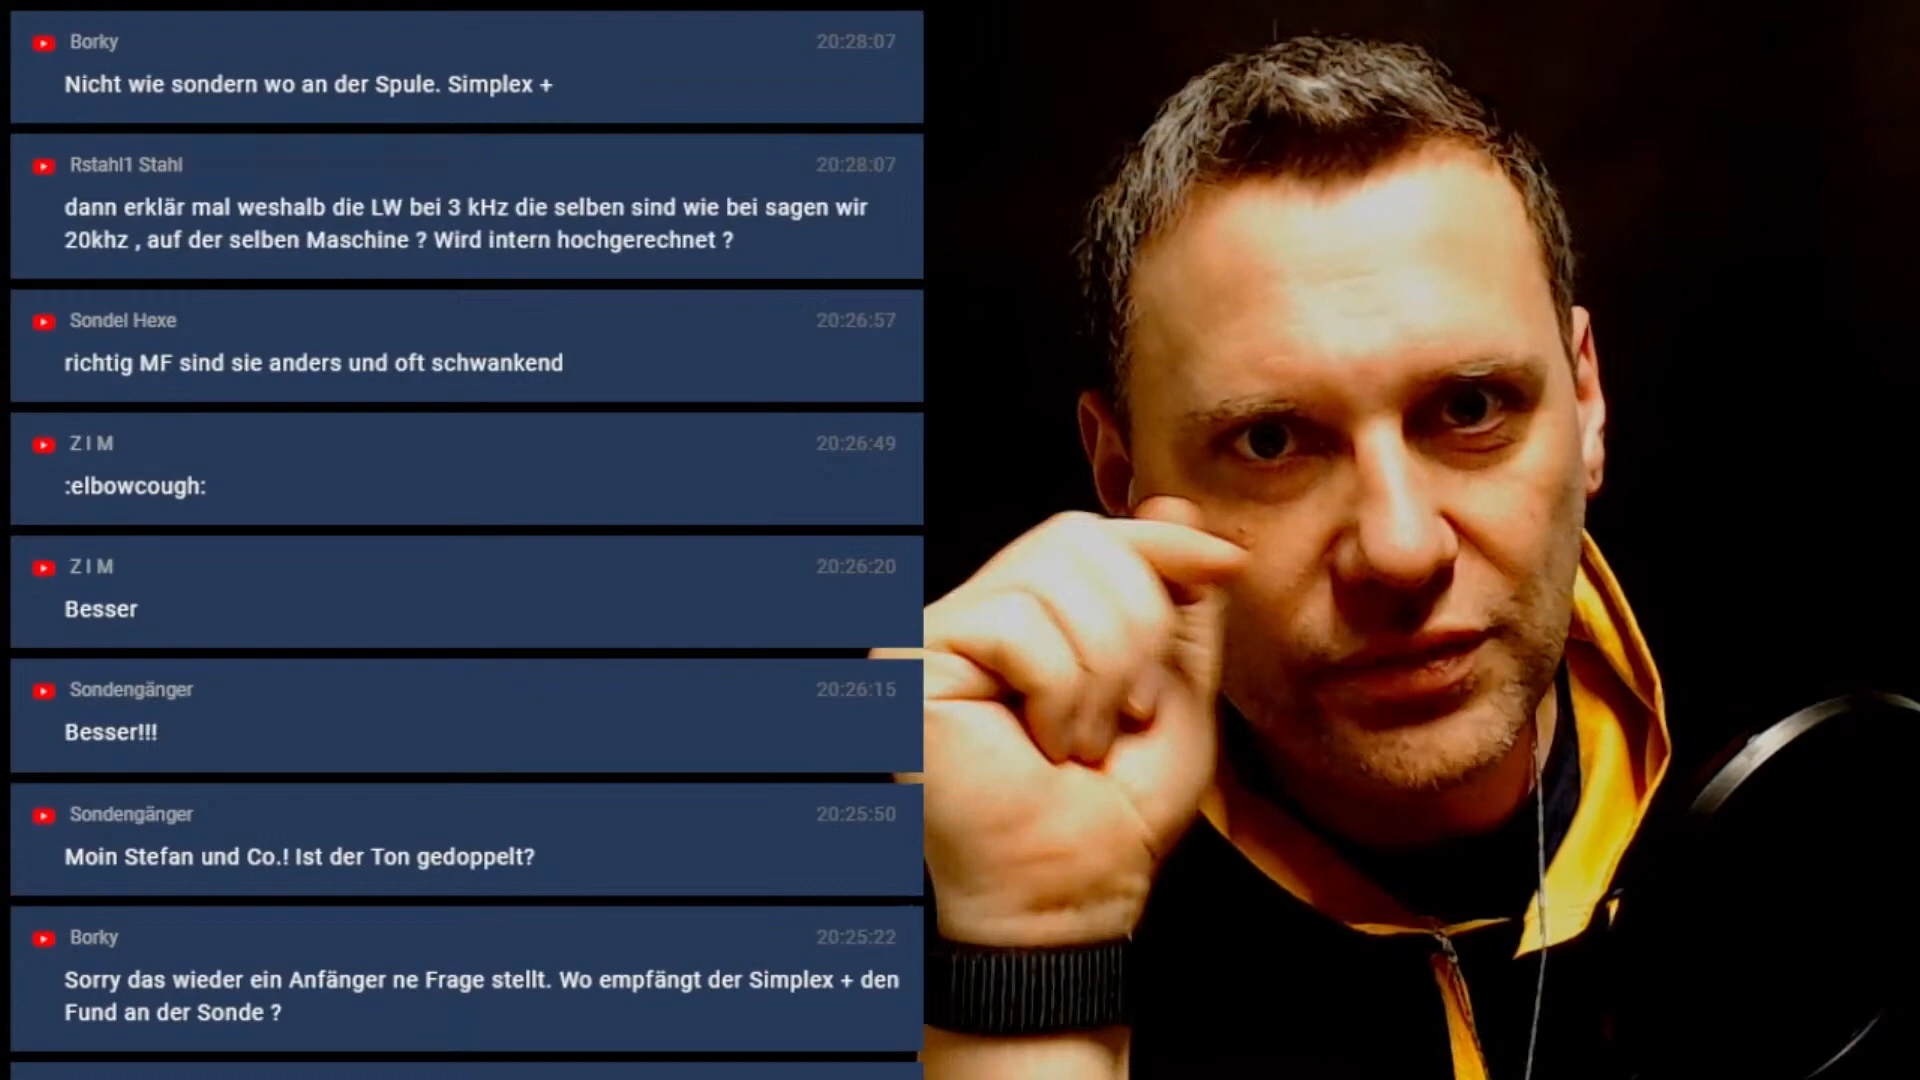 Borky 20:28:07
Nicht wie sondern wo an der Spule. Simplex +
Rstahl1 Stahl 20:28:07
dann erklär mal weshalb die LW bei 3 kHz die selben sind wie bei sagen wir
20khz , auf der selben Maschine ? Wird intern hochgerechnet ?
Sondel Hexe 20:26:57
richtig MF sind sie anders und oft schwankend
Z I M 20:26:49
:elbowcough:
Z I M 20:26:20
Besser
Sondengänger 20:26:15
Besser!!!
Sondengänger 20:25:50
Moin Stefan und Co.! Ist der Ton gedoppelt?
Borky 20:25:22
Sorry das wieder ein Anfänger ne Frage stellt. Wo empfängt der Simplex + den
Fund an der Sonde ?